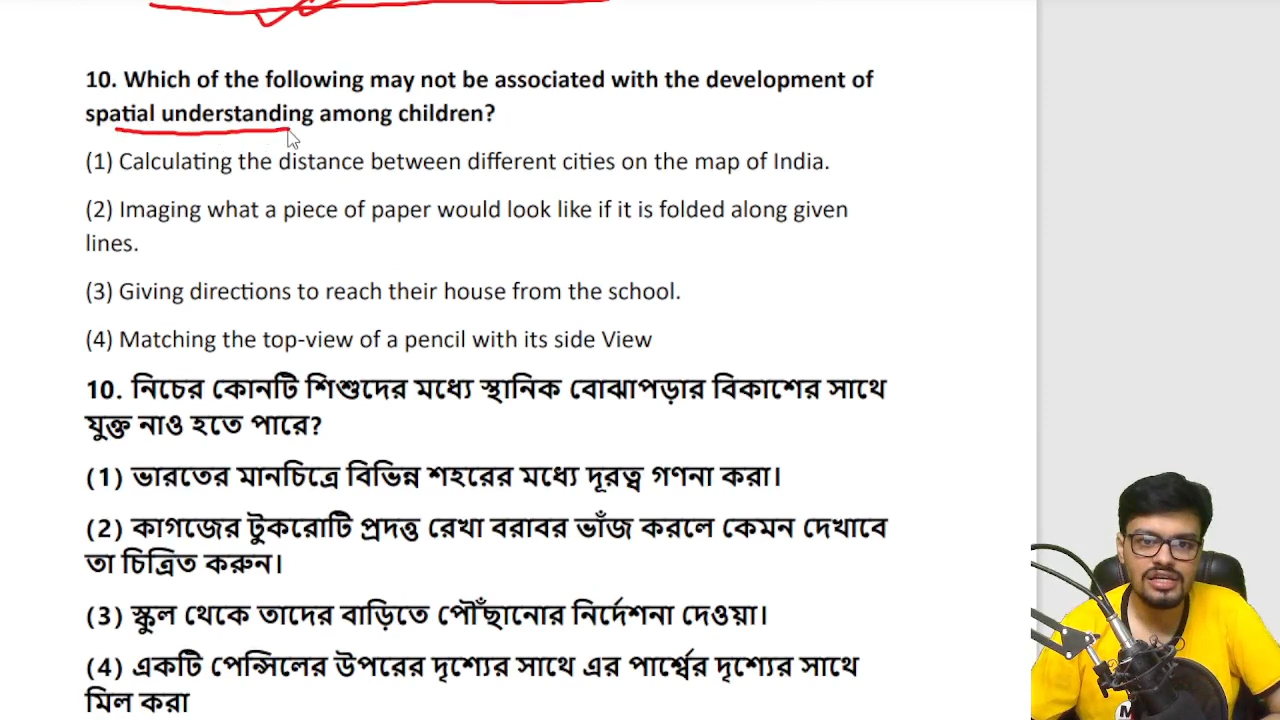 10. Which of the following may not be associated with the development of
spatial understanding among children?
(1) Calculating the distance between different cities on the map of India.
(2) Imaging what a piece of paper would look like if it is folded along given
lines.
(3) Giving directions to reach their house from the school.
(4) Matching the top-view of a pencil with its side View
10. নিচের কোনটি শিশুদের মধ্যে স্থানিক বোঝাপড়ার বিকাশের সাথে
যুক্ত নাও হতে পারে?
(1) ভারতের মানচিত্রে বিভিন্ন শহরের মধ্যে দূরত্ব গণনা করা।
(2) কাগজের টুকরোটি প্রদত্ত রেখা বরাবর ভাঁজ করলে কেমন দেখাবে
তা চিত্রিত করুন।
(3) স্কুল থেকে তাদের বাড়িতে পৌঁছানোর নির্দেশনা দেওয়া।
(4) একটি পেন্সিলের উপরের দৃশ্যের সাথে এর পার্শ্বের দৃশ্যের সাথে
মিল করা